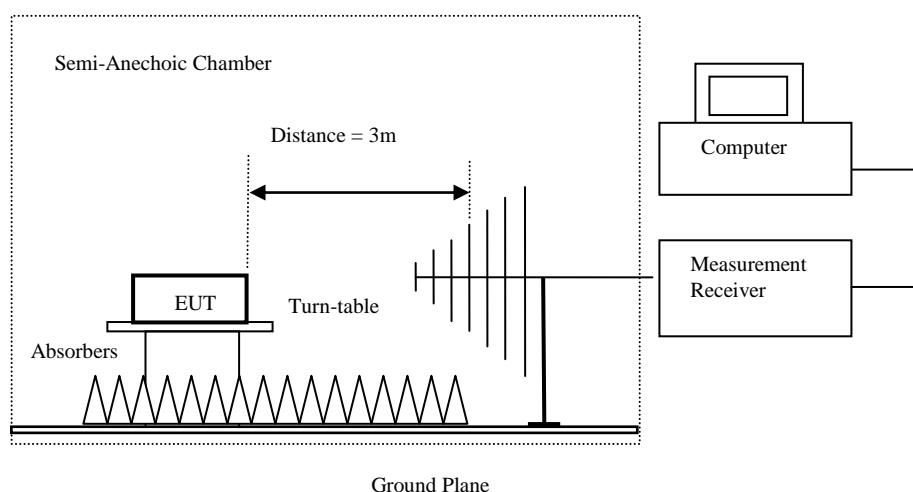 Semi-Anechoic Chamber
Distance = 3m
Computer
Measurement
Receiver
EUT
Turn-table
Absorbers
Ground Plane